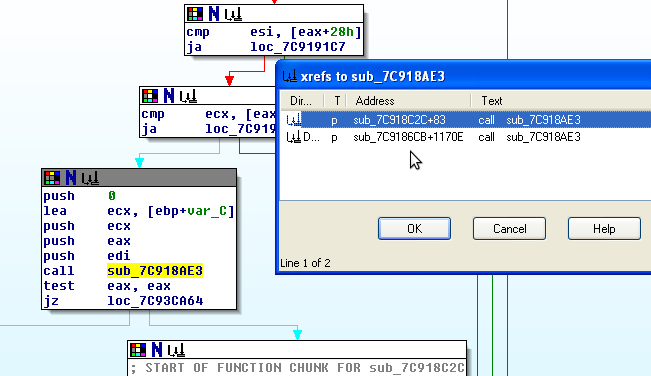 cmp esi, [eax+28h]
ja loc_7C9191C7
cmp ecx, [eax
ja loc_7C919
push 0
lea ecx, [ebp+var_C]
push ecx
push eax
push edi
call sub_7C918AE3
test eax, eax
jz loc_7C93CA64
; START OF FUNCTION CHUNK FOR sub_7C918C2C
xrefs to sub_7C918AE3
Dir... T Address Text
p sub_7C918C2C+83 call sub_7C918AE3
D... p sub_7C9186CB+1170E call sub_7C918AE3
OK Cancel Help
Line 1 of 2